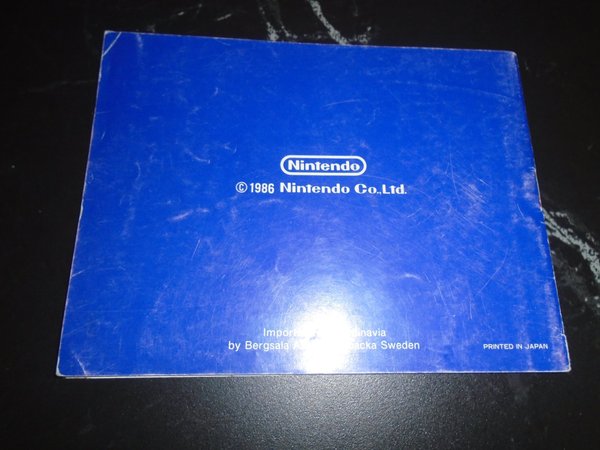 Nintendo
© 1986 Nintendo Co.,Ltd.
by Bergsala Sweden
PRINTED IN JAPAN